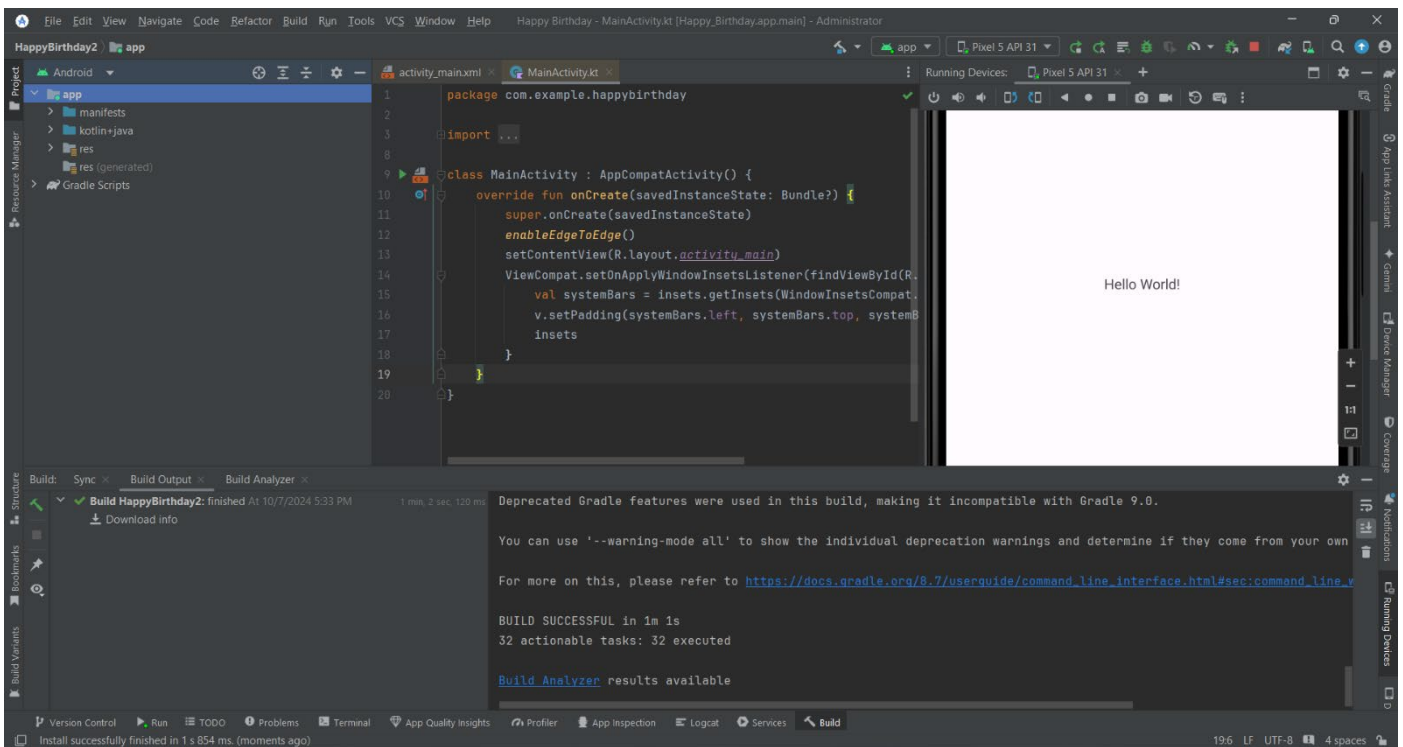 File Edit View Navigate Code Refactor Build Run Tools VCS Window Help Happy Birthday - MainActivity.kt [Happy_Birthday.app.main] - Administrator
HappyBirthday2 app
app Pixel 5 API 31
Project
Resource Manager
Structure
Bookmarks
Build Variants
Android
app
manifests
kotlin+java
res
res (generated)
Gradle Scripts
activity_main.xml MainActivity.kt
1 package com.example.happybirthday
2
3 import ...
8
9 class MainActivity : AppCompatActivity() {
10 override fun onCreate(savedInstanceState: Bundle?) {
11 super.onCreate(savedInstanceState)
12 enableEdgeToEdge()
13 setContentView(R.layout.activity_main)
14 ViewCompat.setOnApplyWindowInsetsListener(findViewById(R.
15 val systemBars = insets.getInsets(WindowInsetsCompat.
16 v.setPadding(systemBars.left, systemBars.top, systemB
17 insets
18 }
19 }
20 }
Running Devices: Pixel 5 API 31
Hello World!
1:1
Gradle
App Links Assistant
Gemini
Device Manager
Coverage
Notifications
Running Devices
D
Build: Sync Build Output Build Analyzer
Build HappyBirthday2: finished At 10/7/2024 5:33 PM 1 min, 2 sec, 120 ms
Download info
Deprecated Gradle features were used in this build, making it incompatible with Gradle 9.0.
You can use '--warning-mode all' to show the individual deprecation warnings and determine if they come from your own
For more on this, please refer to https://docs.gradle.org/8.7/userguide/command_line_interface.html#sec:command_line_w
BUILD SUCCESSFUL in 1m 1s
32 actionable tasks: 32 executed
Build Analyzer results available
Version Control Run TODO Problems Terminal App Quality Insights Profiler App Inspection Logcat Services Build
Install successfully finished in 1 s 854 ms. (moments ago) 19:6 LF UTF-8 4 spaces